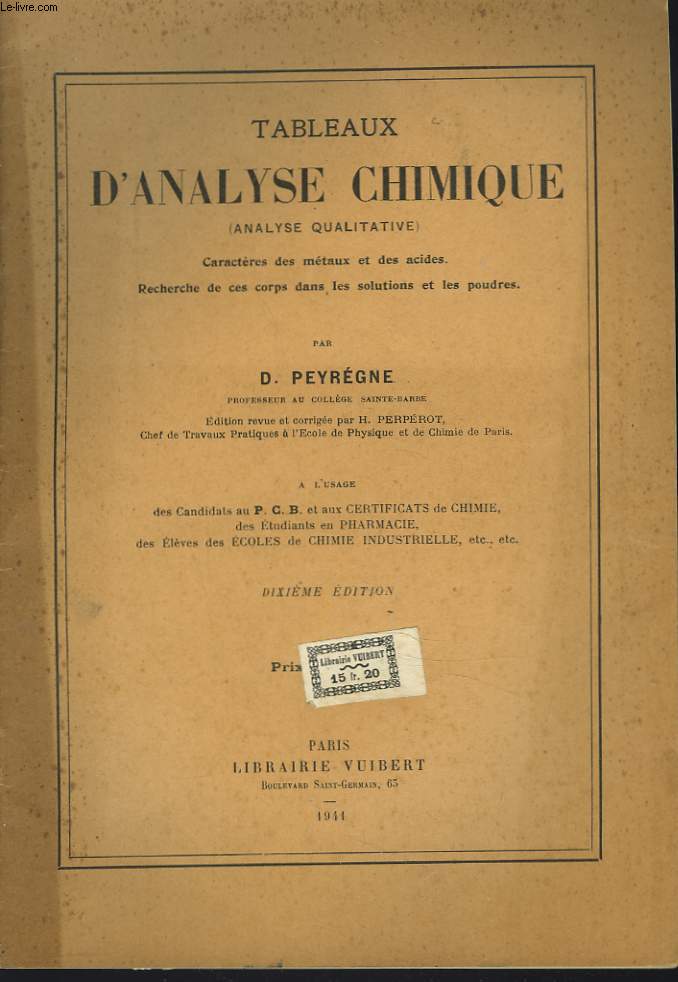 Le-livre.com
TABLEAUX
D'ANALYSE CHIMIQUE
(ANALYSE QUALITATIVE)
Caractères des métaux et des acides.
Recherche de ces corps dans les solutions et les poudres.
PAR
D. PEYRÉGNE
PROFESSEUR AU COLLÈGE SAINTE-BARBE
Édition revue et corrigée par H. PERPÉROT,
Chef de Travaux Pratiques à l'Ecole de Physique et de Chimie de Paris.
A L'USAGE
des Candidats au P. C. B. et aux CERTIFICATS de CHIMIE,
des Étudiants en PHARMACIE,
des Élèves des ÉCOLES de CHIMIE INDUSTRIELLE, etc., etc.
DIXIÈME ÉDITION
Prix
Librairie VUIBERT
15 fr. 20
PARIS
LIBRAIRIE VUIBERT
BOULEVARD SAINT-GERMAIN, 63
1941